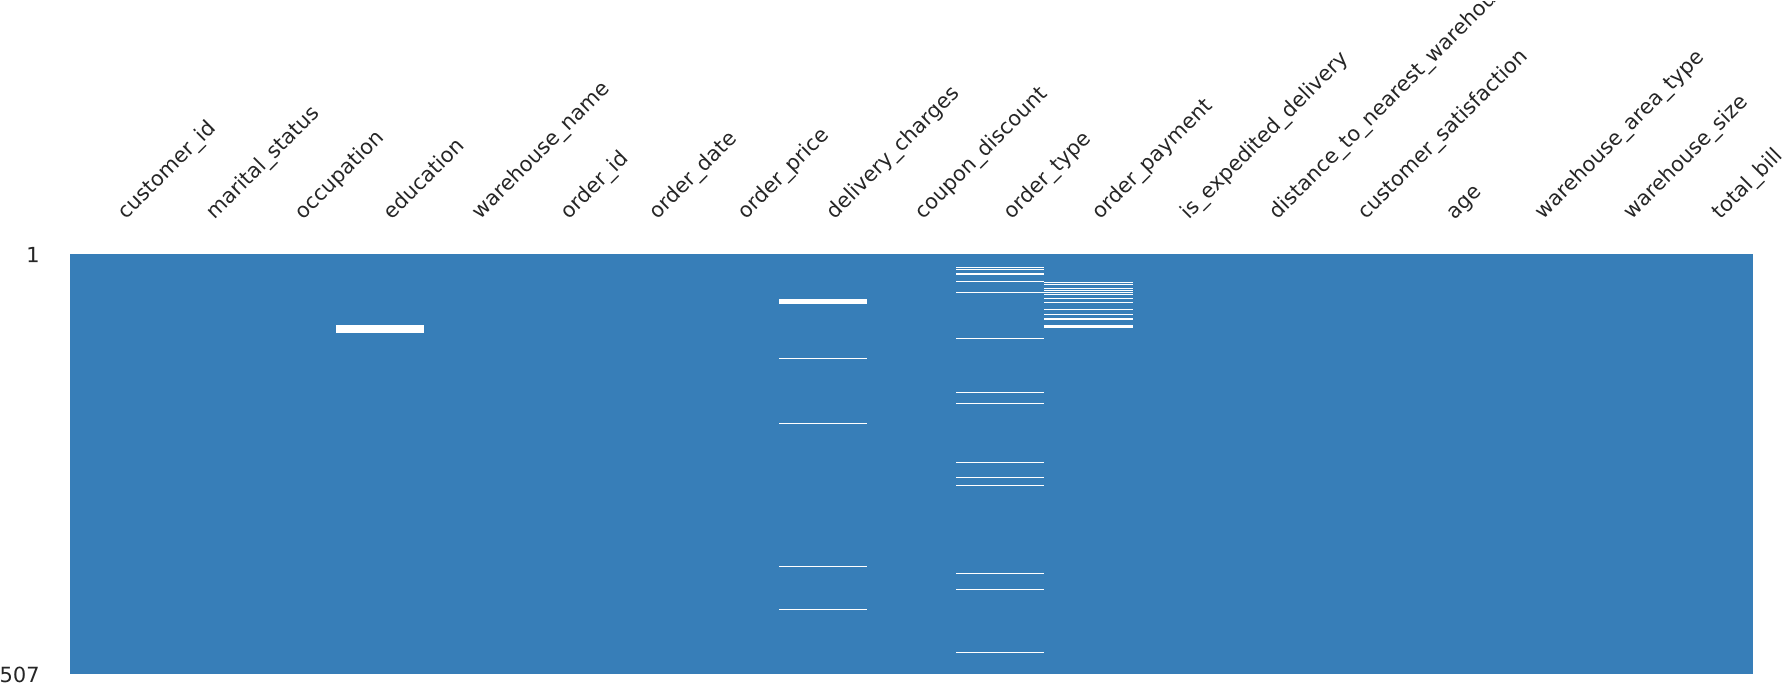 customer_id
marital_status
occupation
education
warehouse_name
order_id
order_date
order_price
delivery_charges
coupon_discount
order_type
order_payment
is_expedited_delivery
distance_to_nearest_warehou
customer_satisfaction
age
warehouse_area_type
warehouse_size
total_bill
1
507